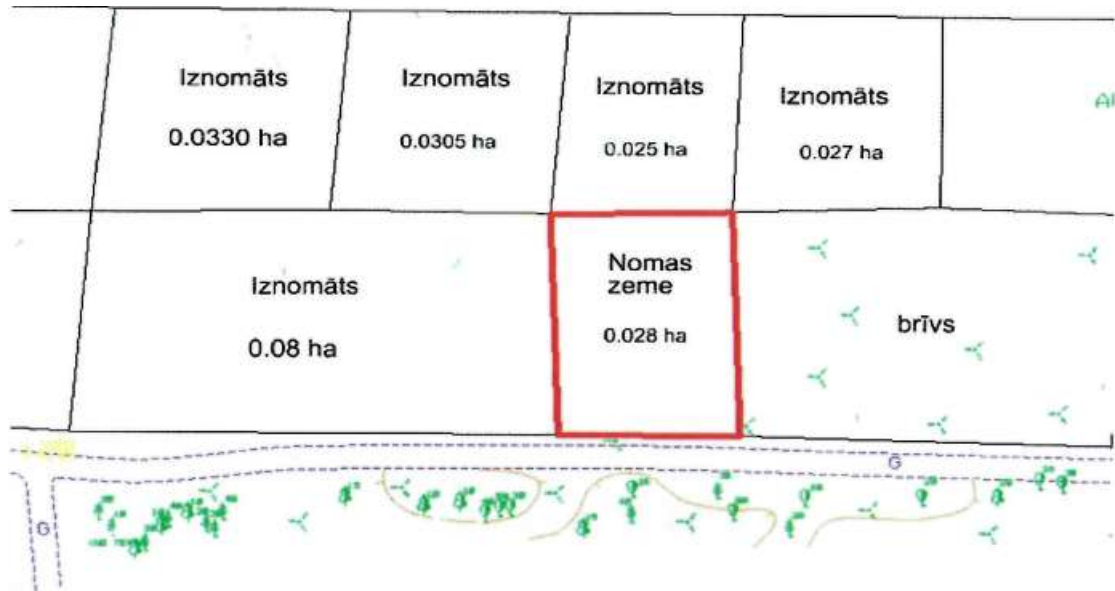 Iznomāts
0.0330 ha
Iznomāts
0.0305 ha
Iznomāts
0.025 ha
Iznomāts
0.027 ha
Iznomāts
0.08 ha
Nomas
zeme
0.028 ha
brīvs
G
G